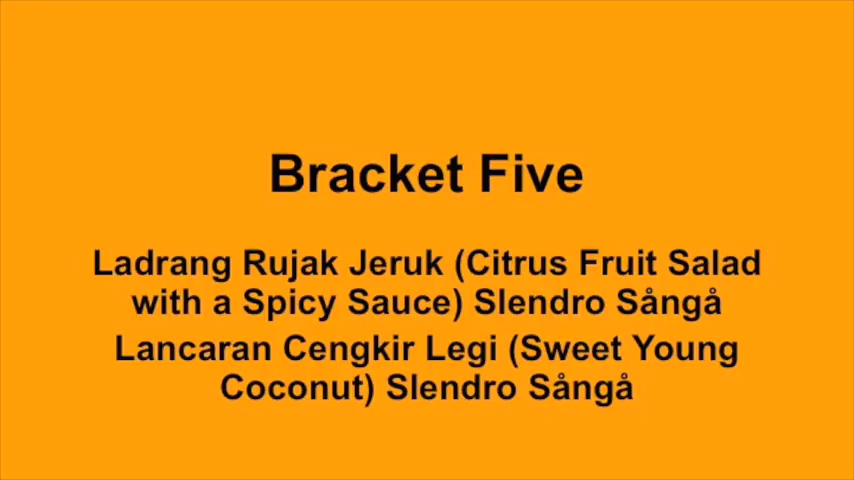 Bracket Five
Ladrang Rujak Jeruk (Citrus Fruit Salad
with a Spicy Sauce) Slendro Sångå
Lancaran Cengkir Legi (Sweet Young
Coconut) Slendro Sångå